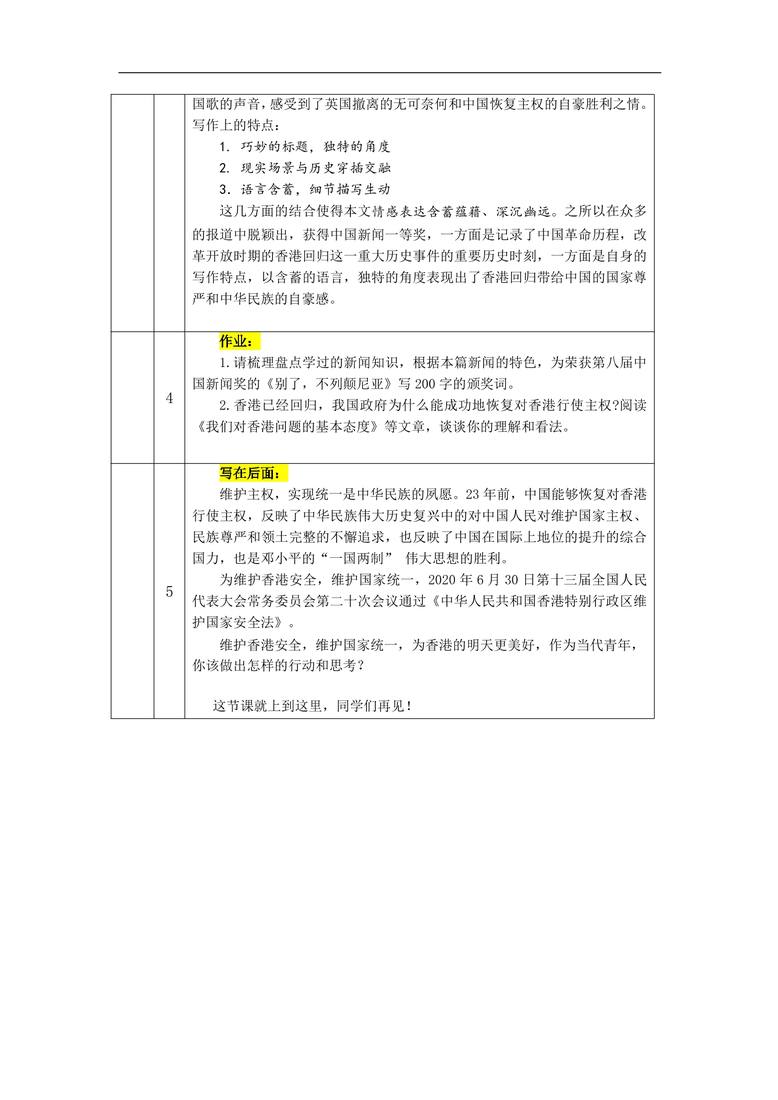 国歌的声音，感受到了英国撤离的无可奈何和中国恢复主权的自豪胜利之情。
写作上的特点：
1. 巧妙的标题，独特的角度
2. 现实场景与历史穿插交融
3. 语言含蓄，细节描写生动
这几方面的结合使得本文情感表达含蓄蕴藉、深沉幽远。之所以在众多
的报道中脱颖出，获得中国新闻一等奖，一方面是记录了中国革命历程，改
革开放时期的香港回归这一重大历史事件的重要历史时刻，一方面是自身的
写作特点，以含蓄的语言，独特的角度表现出了香港回归带给中国的国家尊
严和中华民族的自豪感。
4
作业：
1.请梳理盘点学过的新闻知识，根据本篇新闻的特色，为荣获第八届中
国新闻奖的《别了，不列颠尼亚》写 200 字的颁奖词。
2.香港已经回归，我国政府为什么能成功地恢复对香港行使主权?阅读
《我们对香港问题的基本态度》等文章，谈谈你的理解和看法。
5
写在后面：
维护主权，实现统一是中华民族的夙愿。23 年前，中国能够恢复对香港
行使主权，反映了中华民族伟大历史复兴中的对中国人民对维护国家主权、
民族尊严和领土完整的不懈追求，也反映了中国在国际上地位的提升的综合
国力，也是邓小平的“一国两制” 伟大思想的胜利。
为维护香港安全，维护国家统一，2020 年 6 月 30 日第十三届全国人民
代表大会常务委员会第二十次会议通过《中华人民共和国香港特别行政区维
护国家安全法》。
维护香港安全，维护国家统一，为香港的明天更美好，作为当代青年，
你该做出怎样的行动和思考？
这节课就上到这里，同学们再见！